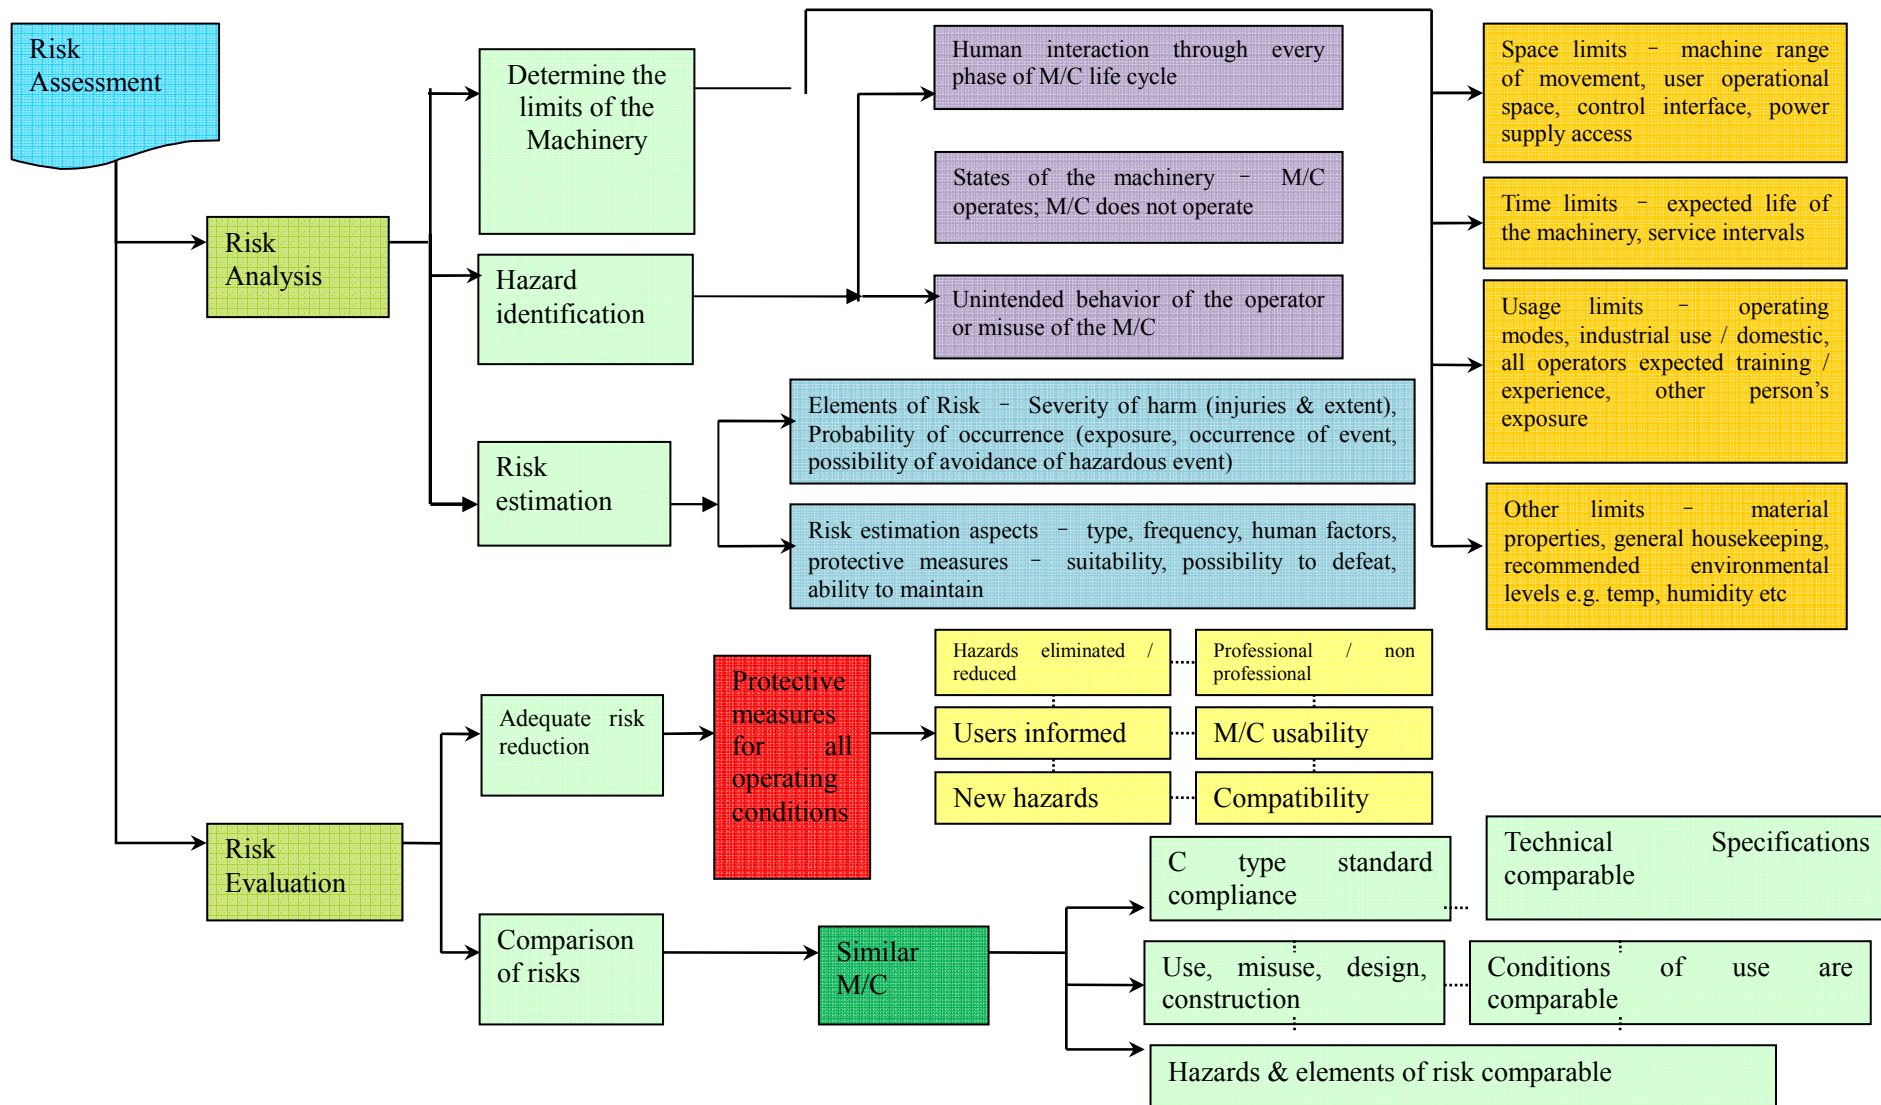 Risk
Assessment
Determine the
limits of the
Machinery
Human interaction through every
phase of M/C life cycle
Space limits – machine range
of movement, user operational
space, control interface, power
supply access
States of the machinery – M/C
operates; M/C does not operate
Time limits – expected life of
the machinery, service intervals
Risk
Analysis
Hazard
identification
Unintended behavior of the operator
or misuse of the M/C
Usage limits – operating
modes, industrial use / domestic,
all operators expected training /
experience, other person's
exposure
Risk
estimation
Elements of Risk – Severity of harm (injuries & extent),
Probability of occurrence (exposure, occurrence of event,
possibility of avoidance of hazardous event)
Risk estimation aspects – type, frequency, human factors,
protective measures – suitability, possibility to defeat,
ability to maintain
Other limits – material
properties, general housekeeping,
recommended environmental
levels e.g. temp, humidity etc
Adequate risk
reduction
Protective
measures
for all
operating
conditions
Hazards eliminated /
reduced
Professional / non
professional
Users informed
M/C usability
New hazards
Compatibility
Risk
Evaluation
Comparison
of risks
Similar
M/C
C type standard
compliance
Technical Specifications
comparable
Use, misuse, design,
construction
Conditions of use are
comparable
Hazards & elements of risk comparable